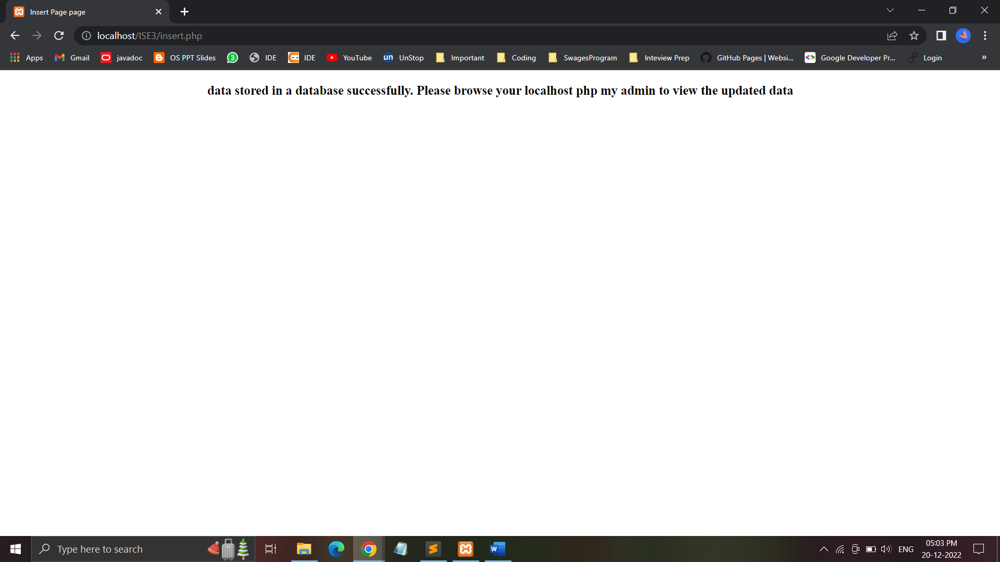 Insert Page page
localhost/ISE3/insert.php
Apps Gmail javadoc OS PPT Slides 3 IDE IDE YouTube un UnStop Important Coding SwagesProgram Inteview Prep GitHub Pages | Websi... Google Developer Pr... Login »
data stored in a database successfully. Please browse your localhost php my admin to view the updated data
Type here to search
W
ENG
05:03 PM
20-12-2022